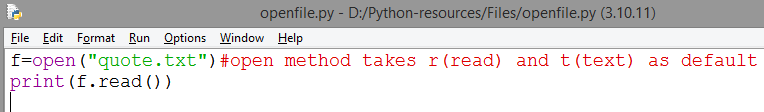 openfile.py - D:/Python-resources/Files/openfile.py (3.10.11)
File Edit Format Run Options Window Help
f=open("quote.txt")#open method takes r(read) and t(text) as default
print(f.read())